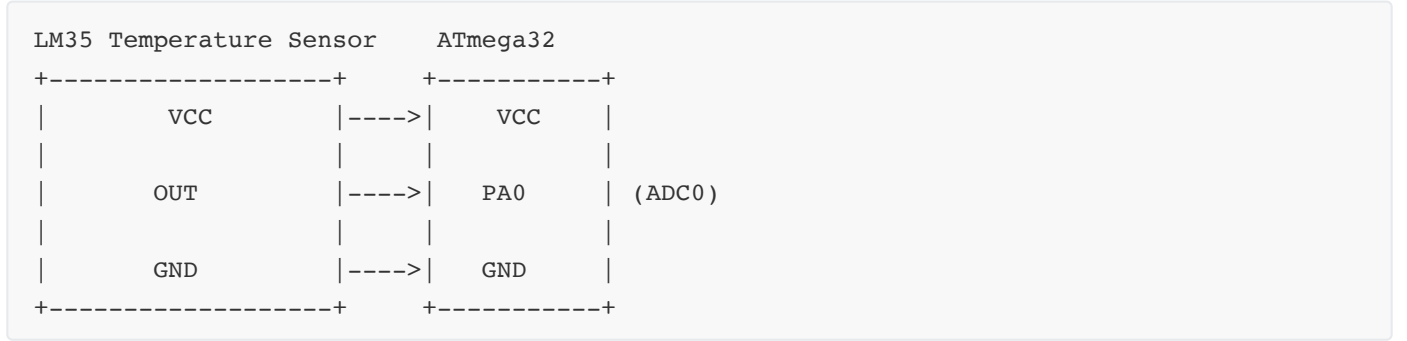 LM35 Temperature Sensor    ATmega32
+-------------------+     +-----------+
|        VCC        |---->|    VCC    |
|                   |     |           |
|       OUT         |---->|   PA0     | (ADC0)
|                   |     |           |
|       GND         |---->|   GND     |
+-------------------+     +-----------+